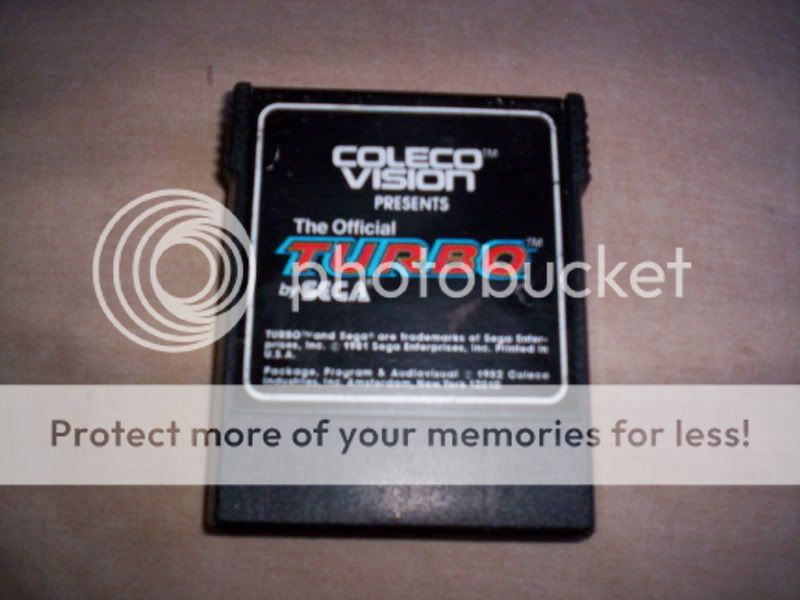 COLECO
VISION™
PRESENTS
The Official
TURBO™
by SEGA®
photobucket
TURBO™ and Sega® are trademarks of Sega Enter-
prises, Inc. © 1981 Sega Enterprises, Inc. Printed in
U.S.A.
Package, Program & Audiovisual © 1982 Coleco
Industries, Inc. Amsterdam, New York 12010
Protect more of your memories for less!